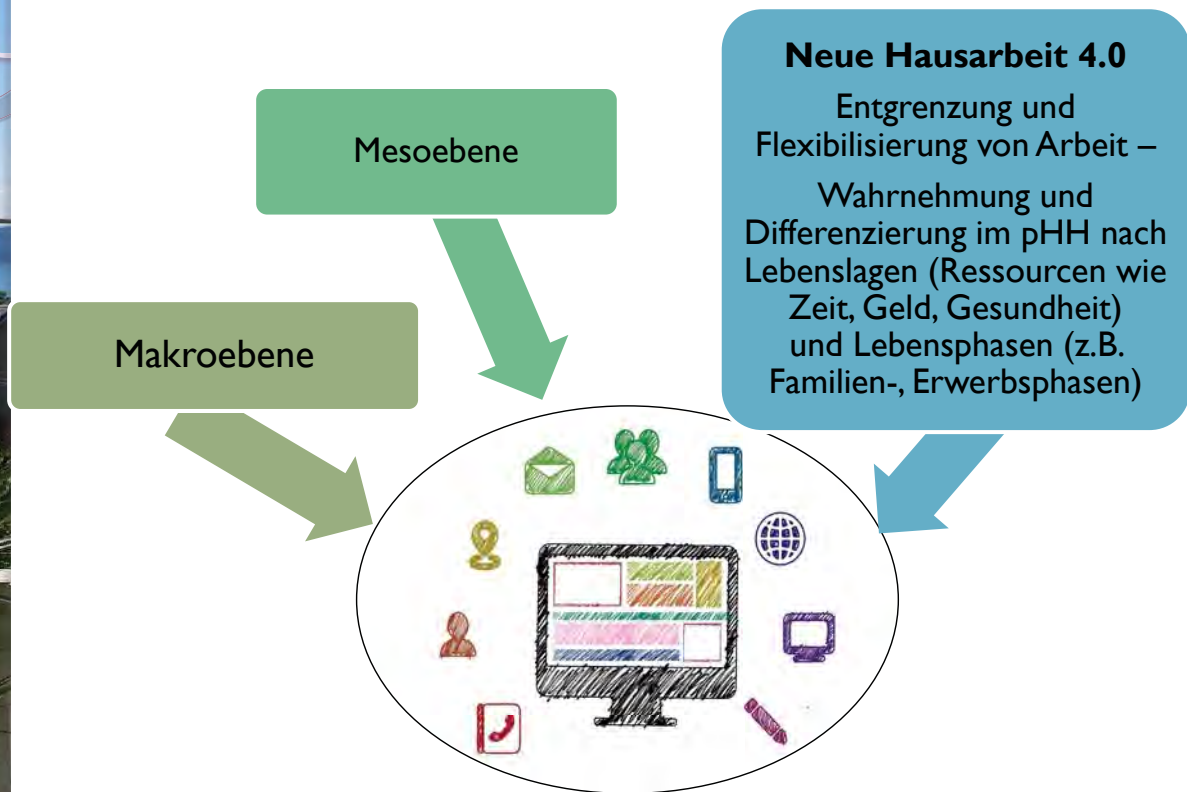 Mesoebene
Makroebene
Neue Hausarbeit 4.0
Entgrenzung und
Flexibilisierung von Arbeit –
Wahrnehmung und
Differenzierung im pHH nach
Lebenslagen (Ressourcen wie
Zeit, Geld, Gesundheit)
und Lebensphasen (z.B.
Familien-, Erwerbsphasen)